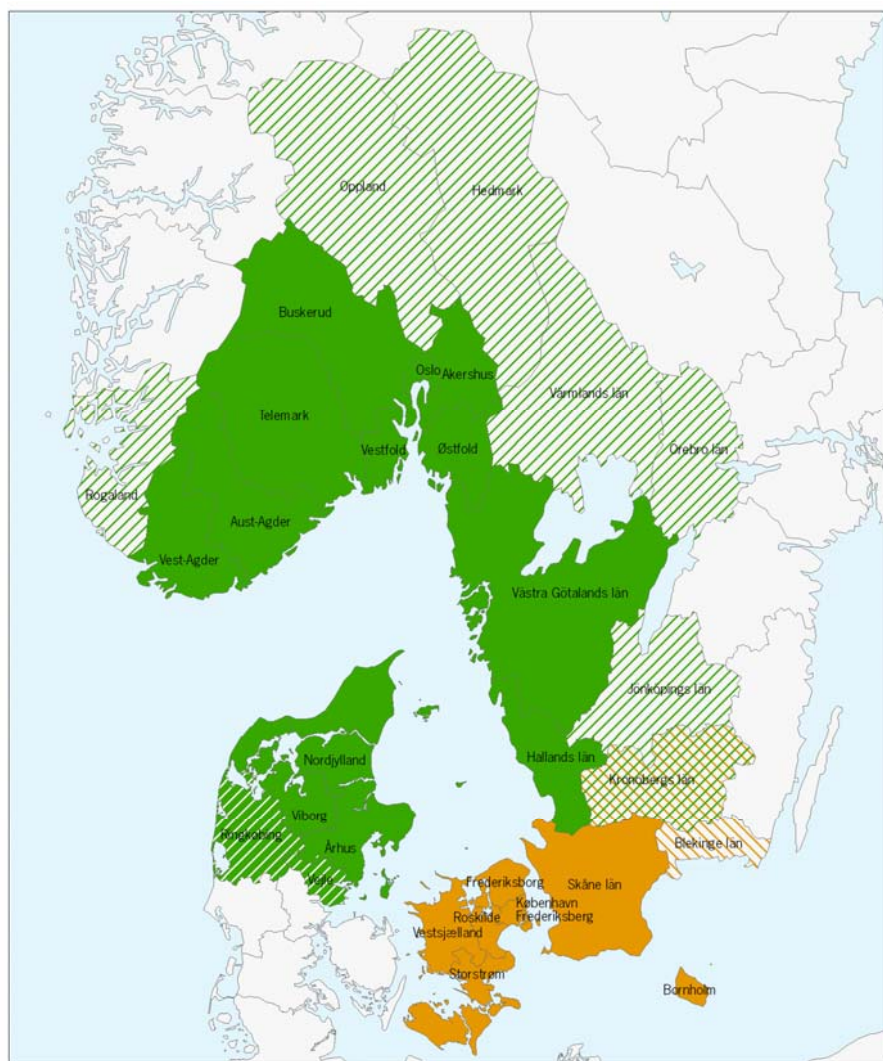 Oppland
Hedmark
Buskerud
Oslo
Akershus
Värmlands län
Telemark
Vestfold
Østfold
Örebro län
Rogaland
Aust-Agder
Vest-Agder
Västra Götalands län
Jönköpings län
Hallands län
Nordjylland
Kronobergs län
Viborg
Ringkøbing
Århus
Blekinge län
Vejle
Frederiksborg
Skåne län
København
Roskilde
Frederiksberg
Vestsjælland
Storstrøm
Bornholm